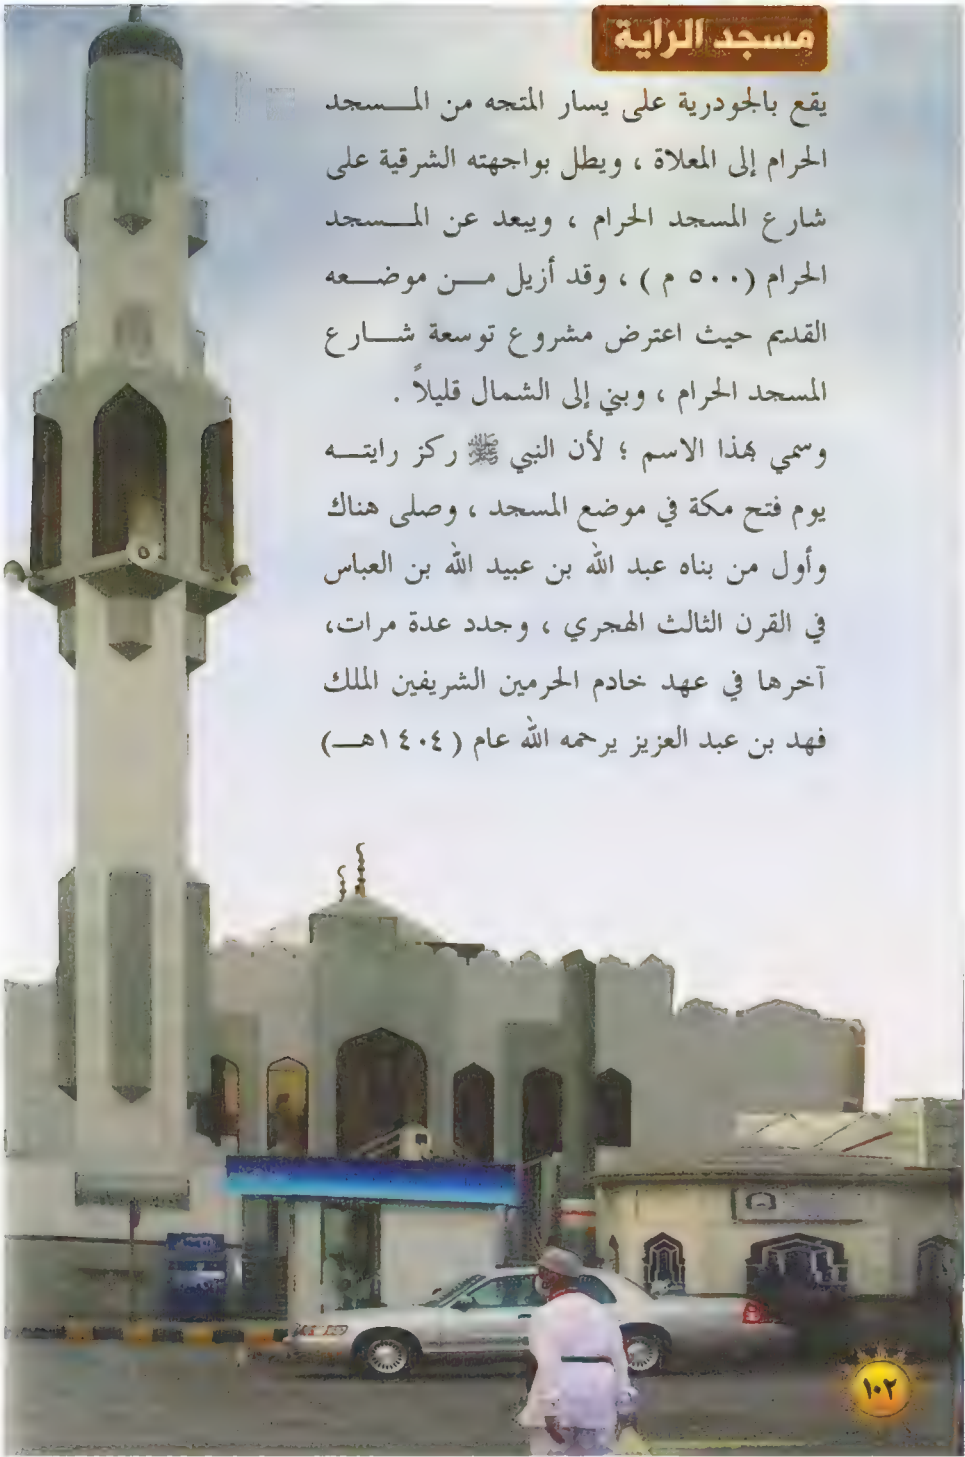 مسجد الراية
يقع بالجودرية على يسار المتجه من المسجد
الحرام إلى المعلاة ، ويطل بواجهته الشرقية على
شارع المسجد الحرام ، ويبعد عن المسجد
الحرام (٥٠٠ م ) ، وقد أزيل من موضعه
القديم حيث اعترض مشروع توسعة شارع
المسجد الحرام ، وبني إلى الشمال قليلاً .
وسمي بهذا الاسم ؛ لأن النبي ﷺ ركز رايته
يوم فتح مكة في موضع المسجد ، وصلى هناك
وأول من بناه عبد الله بن عبيد الله بن العباس
في القرن الثالث الهجري ، وجدد عدة مرات،
آخرها في عهد خادم الحرمين الشريفين الملك
فهد بن عبد العزيز يرحمه الله عام ( ١٤٠٤هـ)
١٠٢